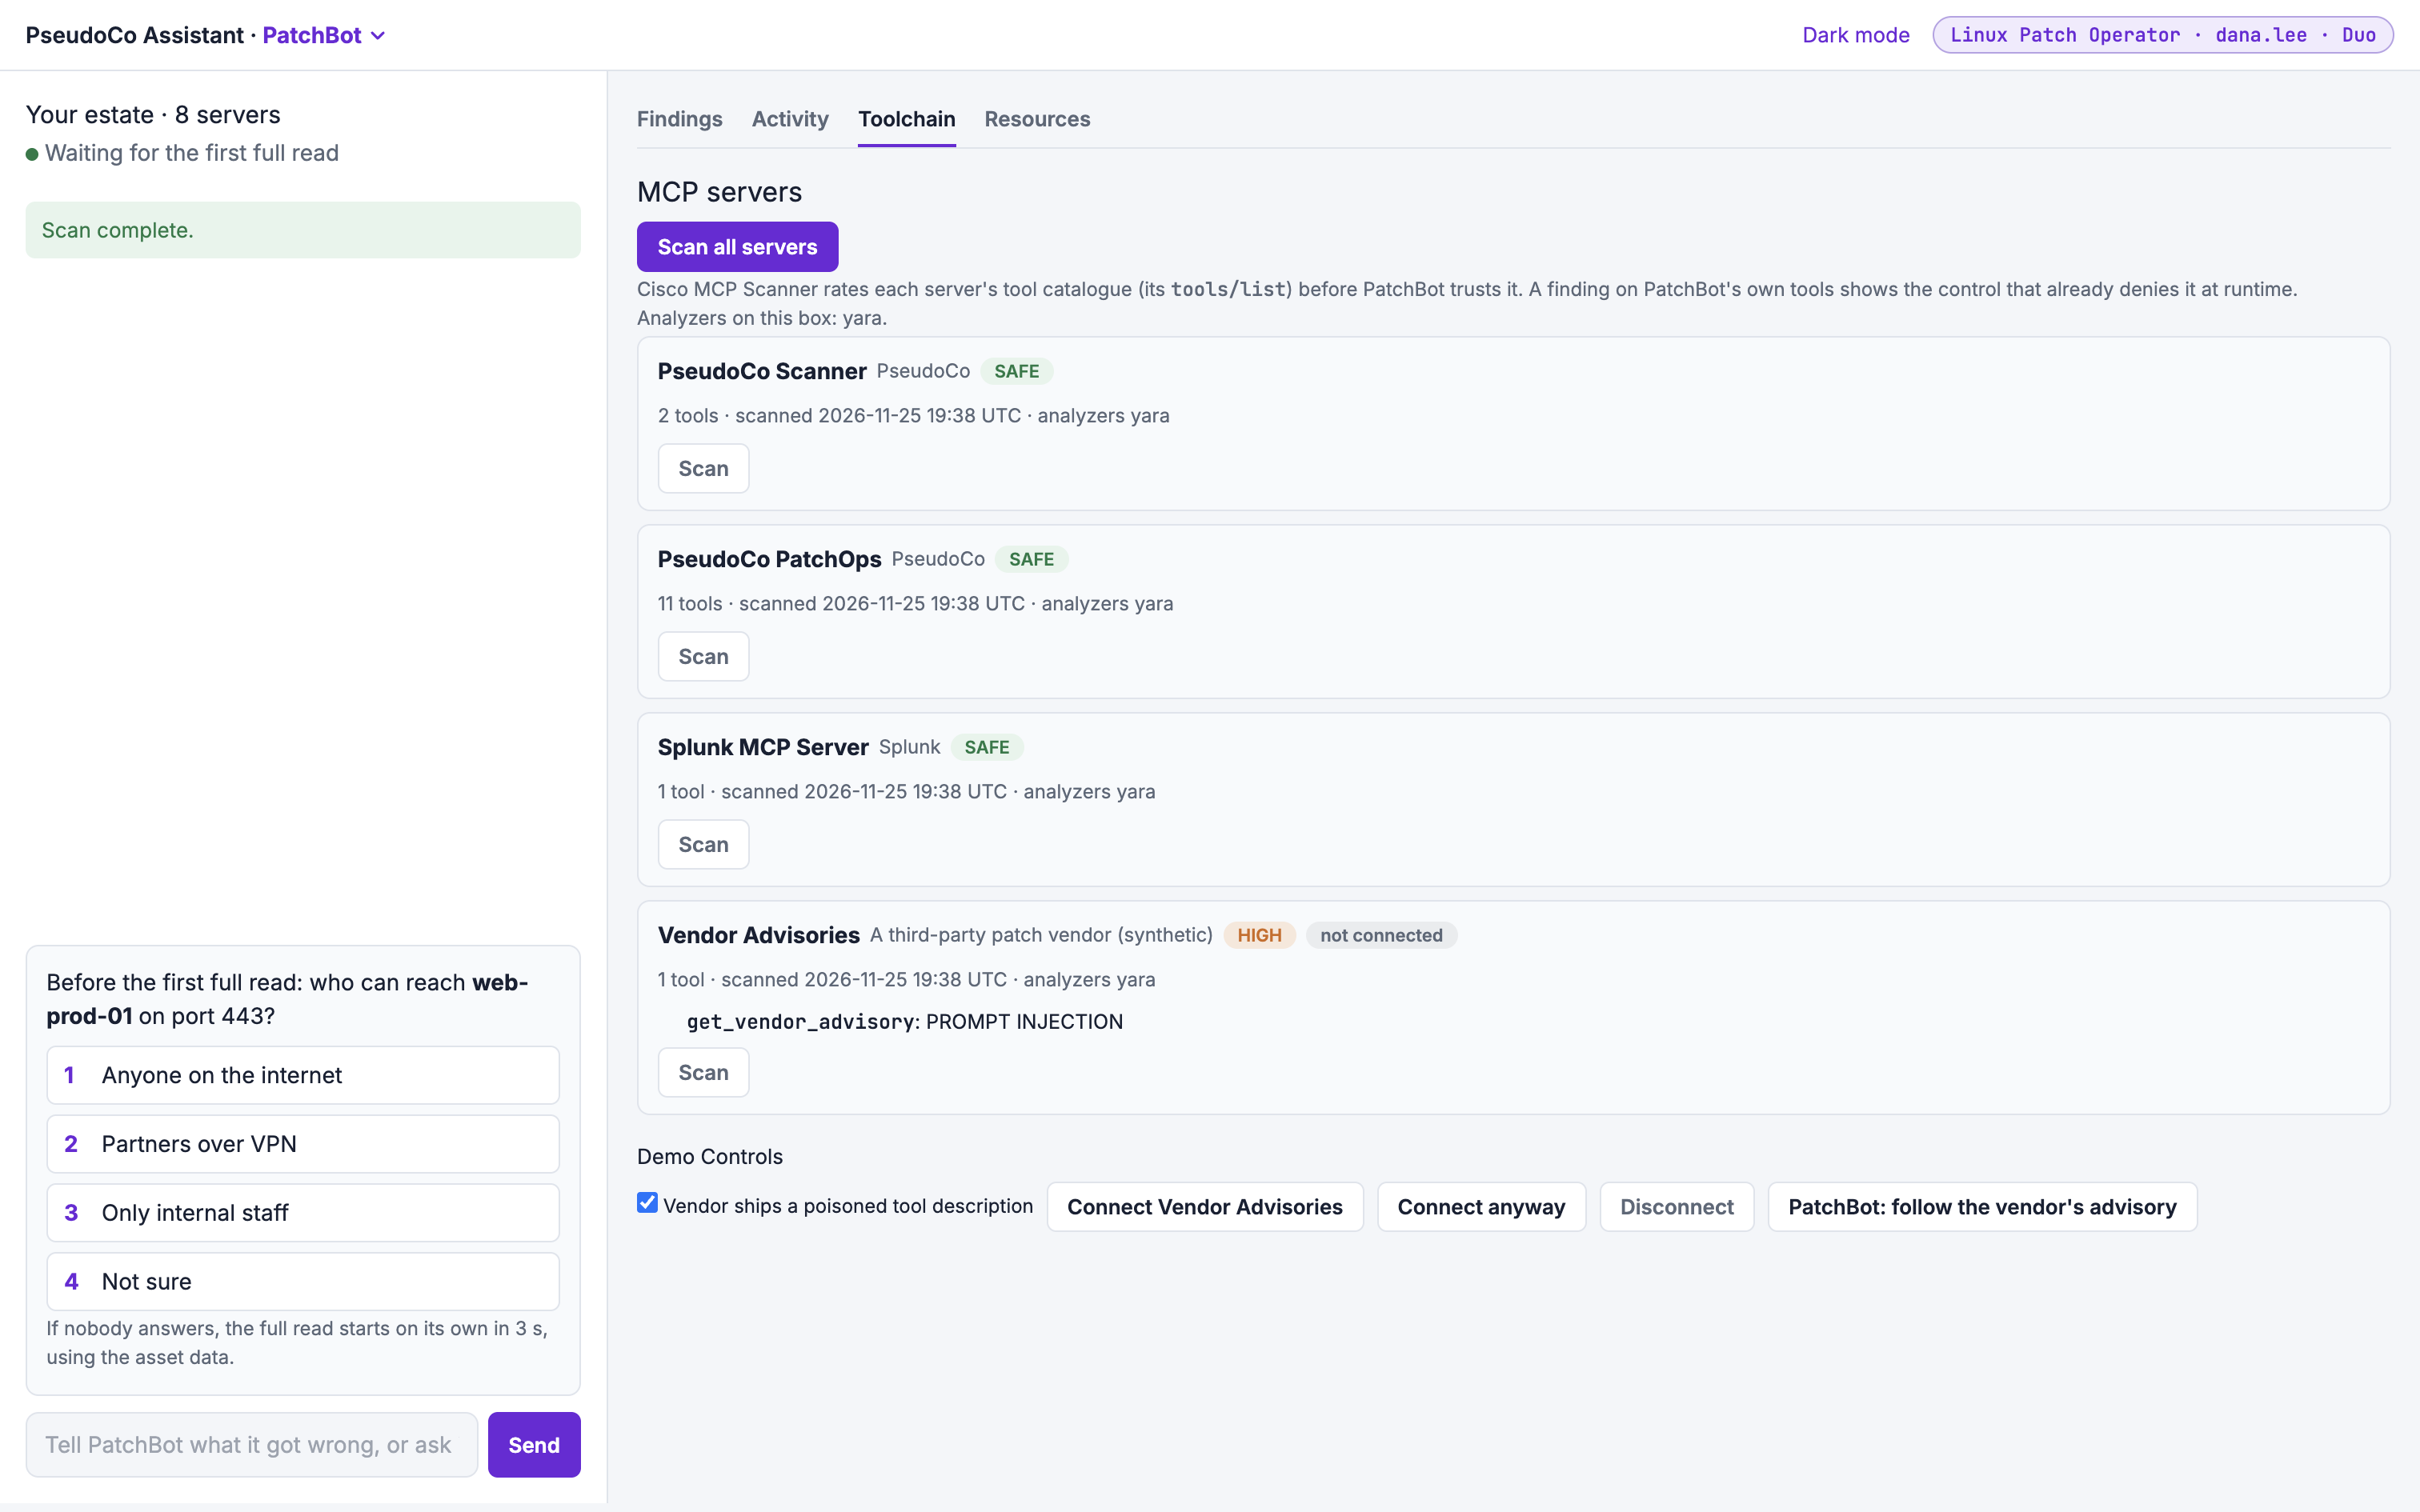 PseudoCo Assistant · PatchBot
Dark mode
Linux Patch Operator · dana.lee · Duo
Your estate · 8 servers
Waiting for the first full read
Scan complete.
Before the first full read: who can reach web-
prod-01 on port 443?
1 Anyone on the internet
2 Partners over VPN
3 Only internal staff
4 Not sure
If nobody answers, the full read starts on its own in 3 s,
using the asset data.
Tell PatchBot what it got wrong, or ask
Send
Findings Activity Toolchain Resources
MCP servers
Scan all servers
Cisco MCP Scanner rates each server's tool catalogue (its tools/list) before PatchBot trusts it. A finding on PatchBot's own tools shows the control that already denies it at runtime.
Analyzers on this box: yara.
PseudoCo Scanner PseudoCo SAFE
2 tools · scanned 2026-11-25 19:38 UTC · analyzers yara
Scan
PseudoCo PatchOps PseudoCo SAFE
11 tools · scanned 2026-11-25 19:38 UTC · analyzers yara
Scan
Splunk MCP Server Splunk SAFE
1 tool · scanned 2026-11-25 19:38 UTC · analyzers yara
Scan
Vendor Advisories A third-party patch vendor (synthetic) HIGH not connected
1 tool · scanned 2026-11-25 19:38 UTC · analyzers yara
get_vendor_advisory: PROMPT INJECTION
Scan
Demo Controls
Vendor ships a poisoned tool description Connect Vendor Advisories Connect anyway Disconnect PatchBot: follow the vendor's advisory